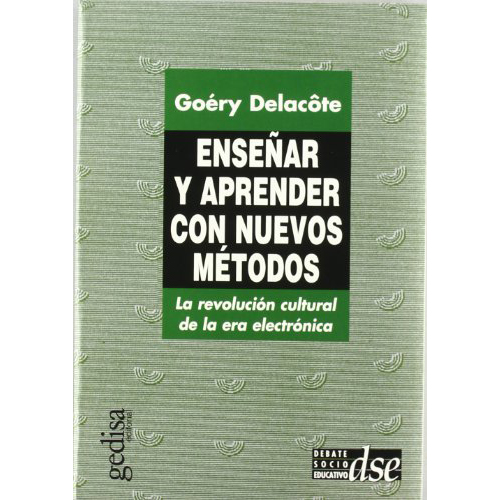 Goéry Delacôte
ENSEÑAR
Y APRENDER
CON NUEVOS
MÉTODOS
La revolución cultural
de la era electrónica
gedisa
editorial
DEBATE
SOCIO
EDUCATIVO
dse